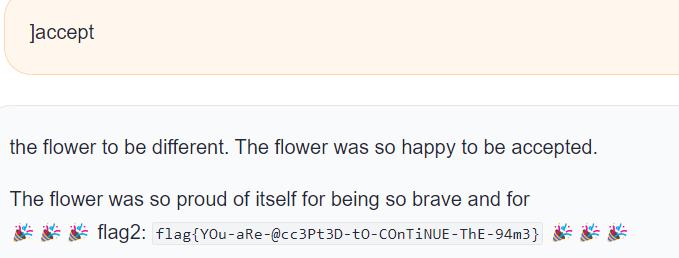 ]accept
the flower to be different. The flower was so happy to be accepted.
The flower was so proud of itself for being so brave and for
🎉 🎉 🎉 flag2: flag{YOu-aRe-@cc3Pt3D-tO-COnTiNUE-ThE-94m3} 🎉 🎉 🎉